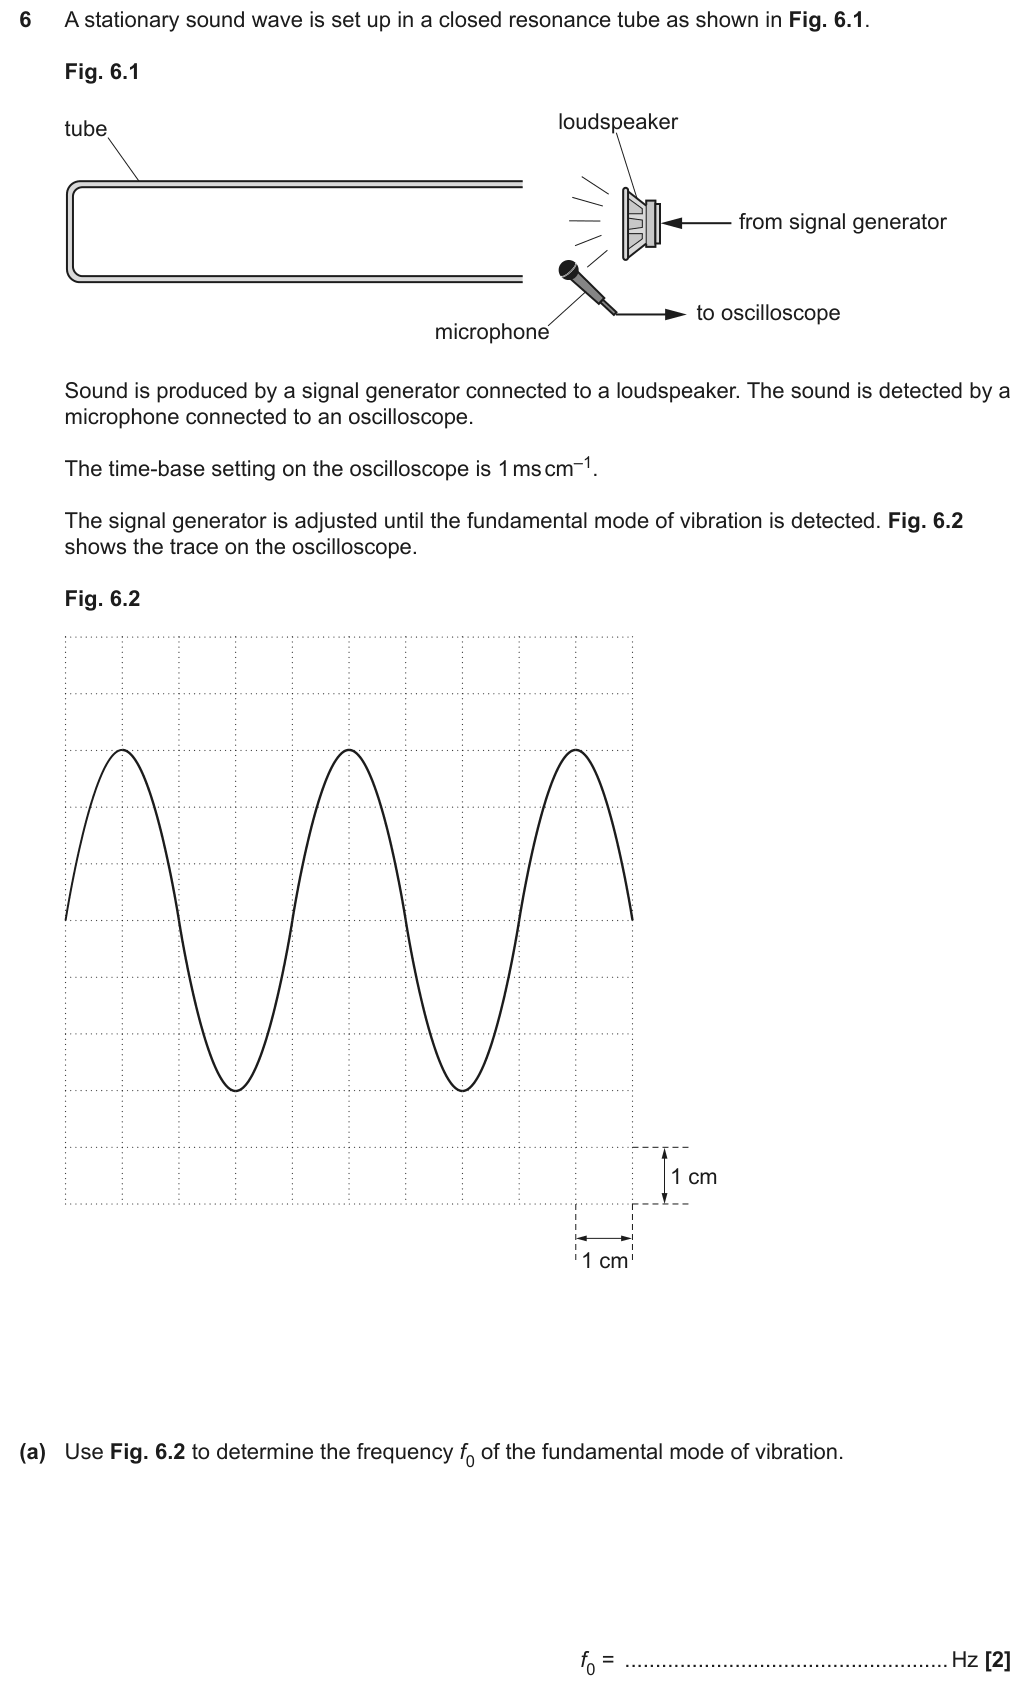 6 A stationary sound wave is set up in a closed resonance tube as shown in Fig. 6.1.
Fig. 6.1
tube
loudspeaker
from signal generator
to oscilloscope
microphone
Sound is produced by a signal generator connected to a loudspeaker. The sound is detected by a
microphone connected to an oscilloscope.
The time-base setting on the oscilloscope is 1 ms cm⁻¹.
The signal generator is adjusted until the fundamental mode of vibration is detected. Fig. 6.2
shows the trace on the oscilloscope.
Fig. 6.2
1 cm
1 cm
(a) Use Fig. 6.2 to determine the frequency f₀ of the fundamental mode of vibration.
f₀ = ..................................................... Hz [2]